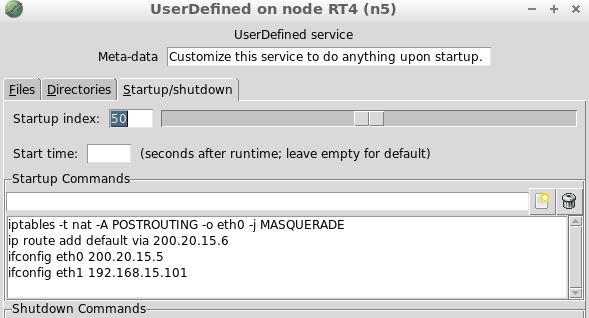 UserDefined on node RT4 (n5)
UserDefined service
Meta-data Customize this service to do anything upon startup.
Files Directories Startup/shutdown
Startup index: 50
Start time: (seconds after runtime; leave empty for default)
Startup Commands
iptables -t nat -A POSTROUTING -o eth0 -j MASQUERADE
ip route add default via 200.20.15.6
ifconfig eth0 200.20.15.5
ifconfig eth1 192.168.15.101
Shutdown Commands